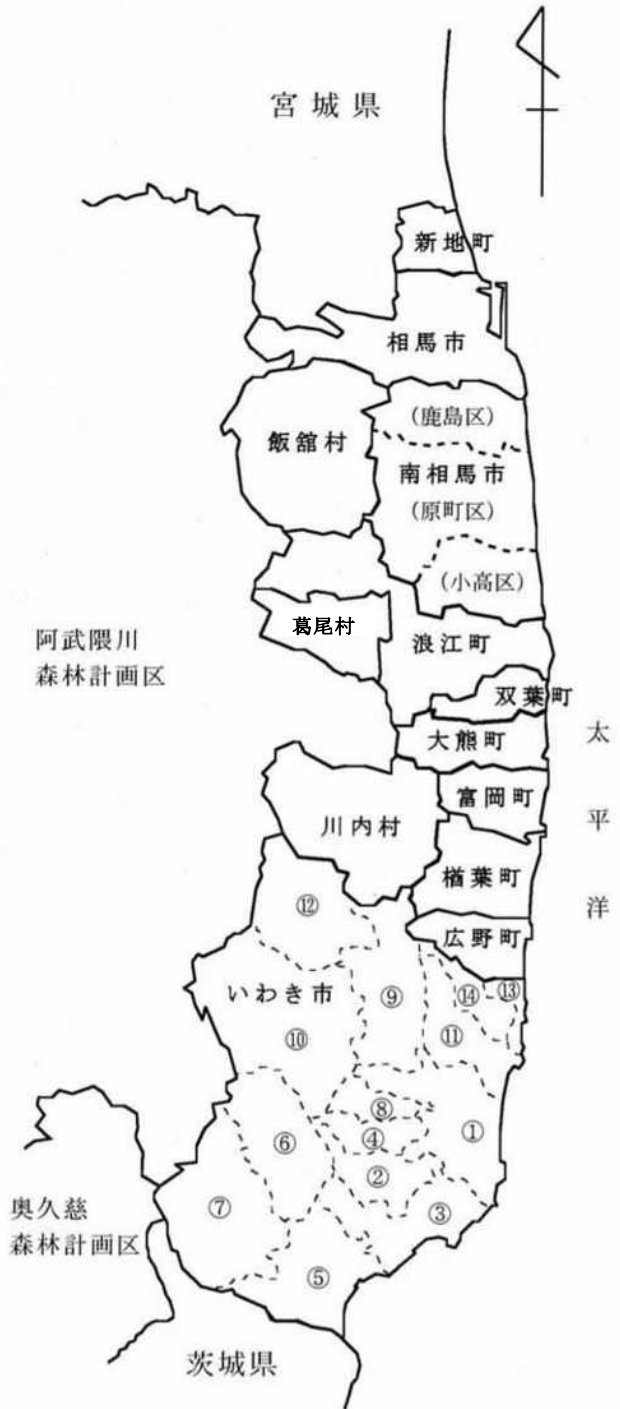 宮城県
新地町
相馬市
(鹿島区)
飯舘村
南相馬市
(原町区)
(小高区)
葛尾村
浪江町
阿武隈川
森林計画区
双葉町
大熊町
太平洋
富岡町
川内村
楢葉町
⑫
広野町
いわき市
⑨
⑭
⑬
⑩
⑪
⑧
①
④
⑥
②
⑦
③
奥久慈
森林計画区
⑤
茨城県